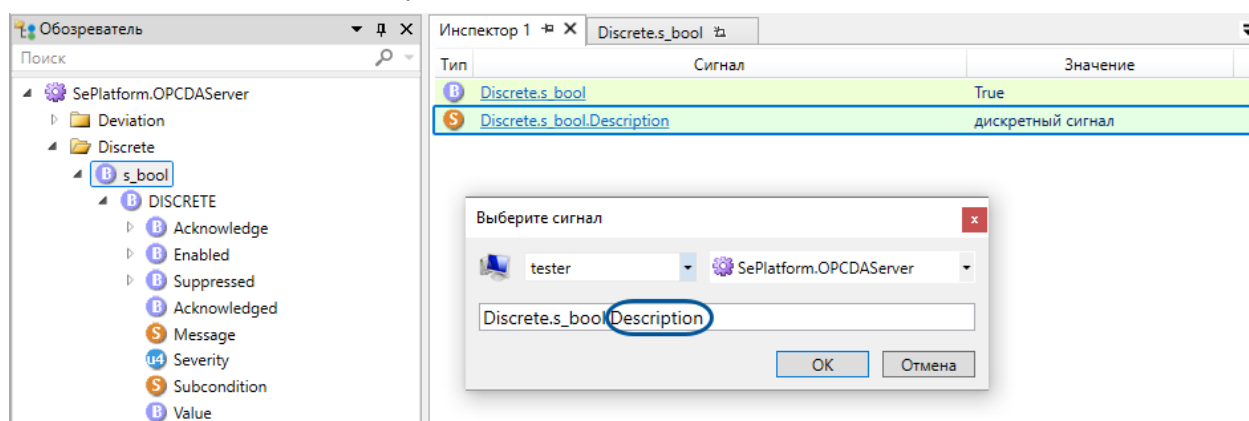 Обозреватель
Поиск
SePlatform.OPCDAServer
Deviation
Discrete
B s_bool
B DISCRETE
B Acknowledge
B Enabled
B Suppressed
B Acknowledged
S Message
u4 Severity
S Subcondition
B Value
Инспектор 1 Discrete.s_bool
Тип Сигнал Значение
B Discrete.s_bool True
S Discrete.s_bool.Description дискретный сигнал
Выберите сигнал x
tester SePlatform.OPCDAServer
Discrete.s_bool.Description
OK Отмена